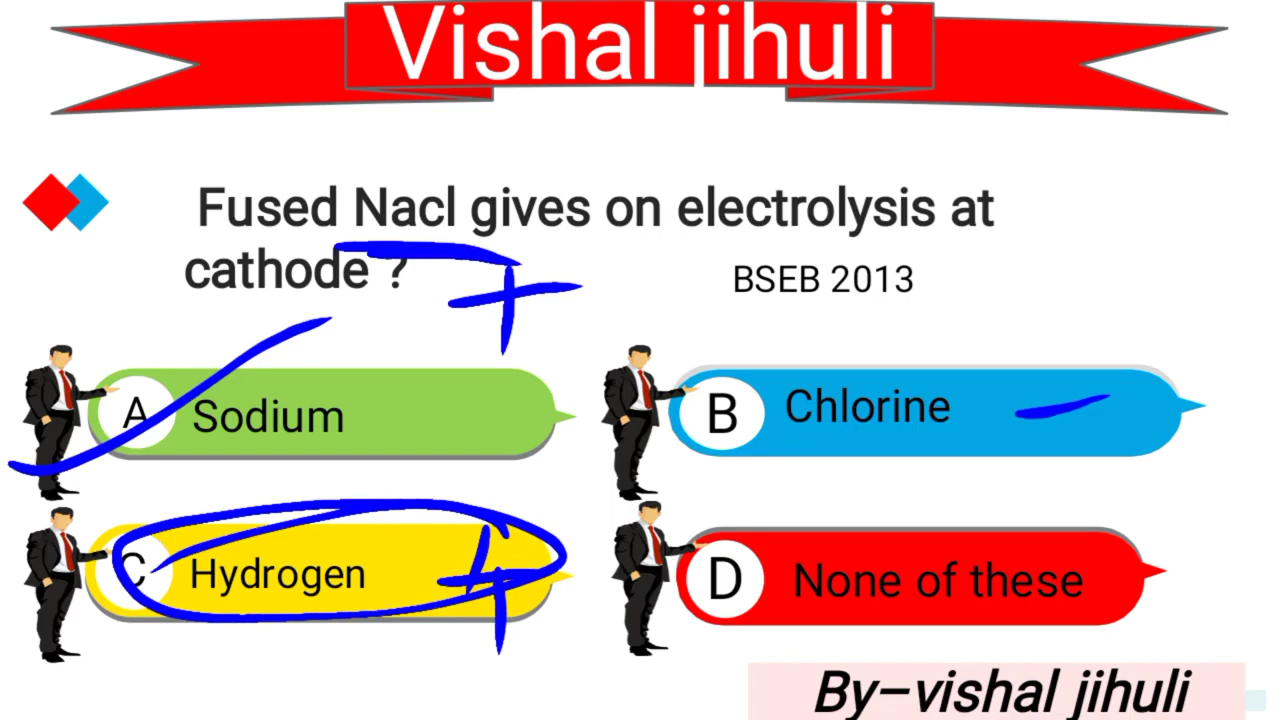 Vishal jihuli
Fused Nacl gives on electrolysis at
cathode ?
BSEB 2013
A Sodium
B Chlorine
C Hydrogen
D None of these
By-vishal jihuli